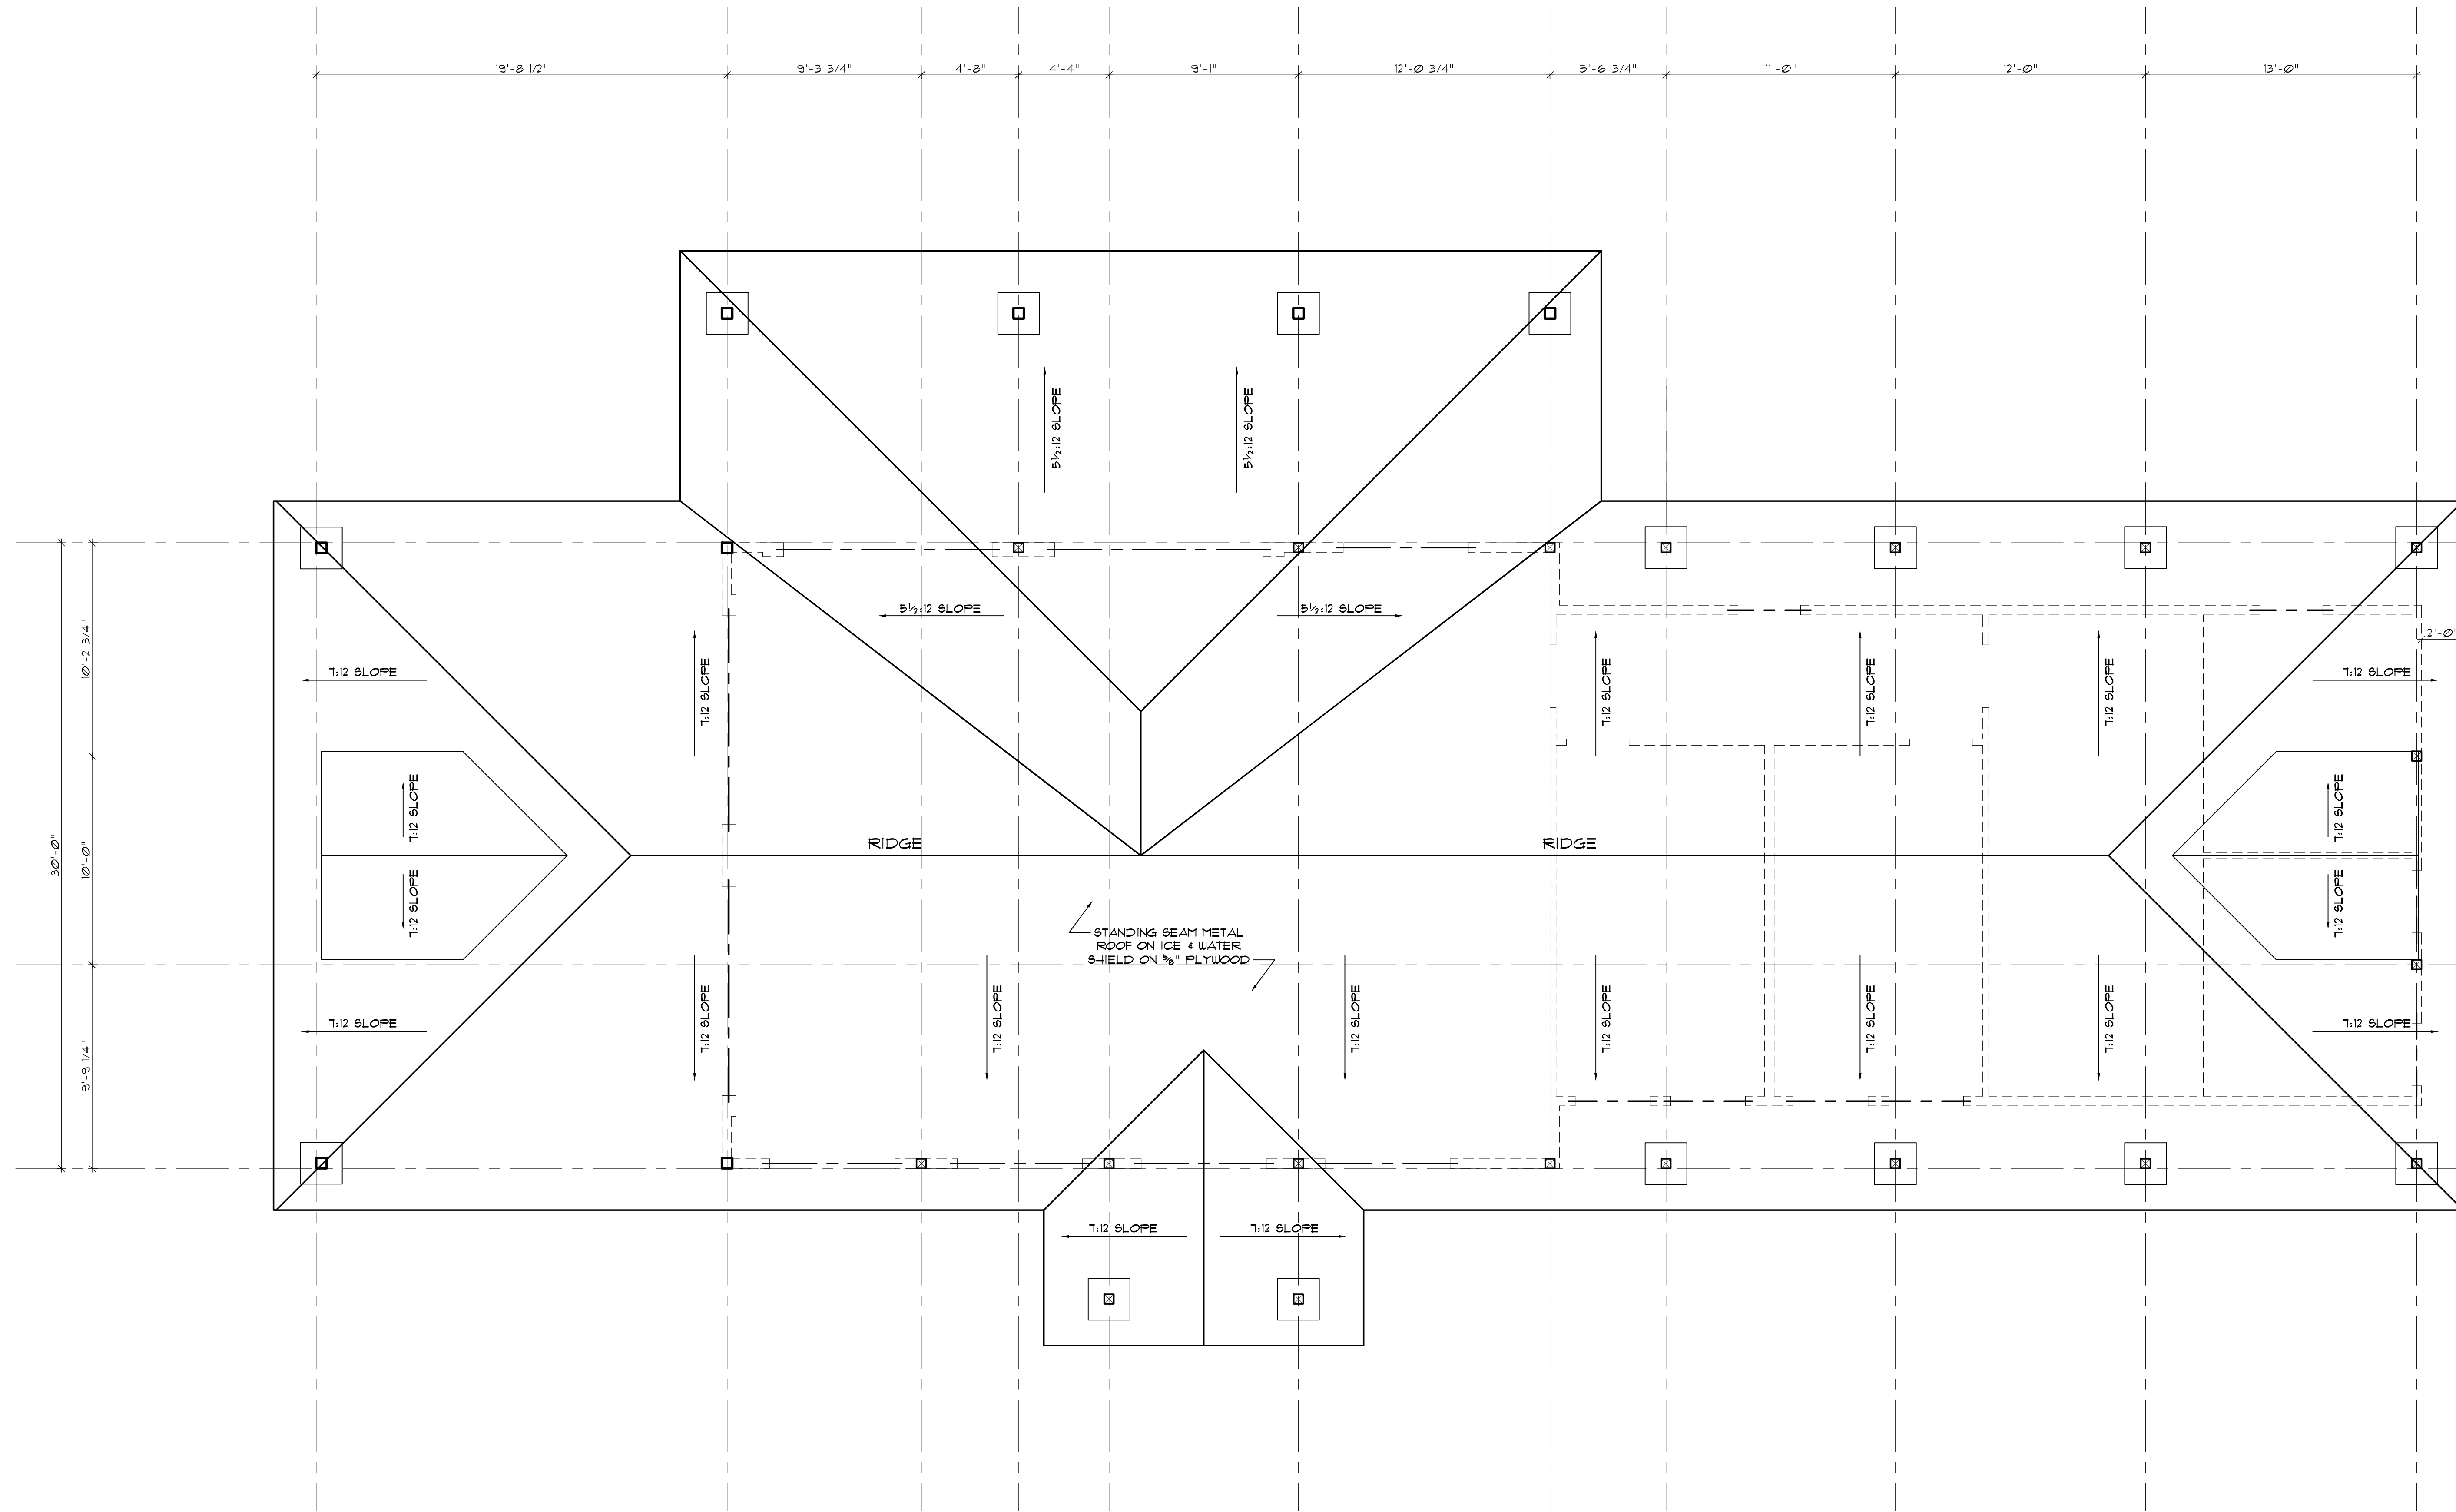 19'-8 1/2"
9'-3 3/4"
4'-8"
4'-4"
9'-1"
12'-0 3/4"
5'-6 3/4"
11'-0"
12'-0"
13'-0"
5½:12 SLOPE
5½:12 SLOPE
5½:12 SLOPE
5½:12 SLOPE
10'-2 3/4"
2'-0"
7:12 SLOPE
7:12 SLOPE
7:12 SLOPE
7:12 SLOPE
7:12 SLOPE
7:12 SLOPE
7:12 SLOPE
7:12 SLOPE
30'-0"
10'-0"
RIDGE
RIDGE
7:12 SLOPE
7:12 SLOPE
STANDING SEAM METAL
ROOF ON ICE & WATER
SHIELD ON ⅝" PLYWOOD
7:12 SLOPE
7:12 SLOPE
7:12 SLOPE
7:12 SLOPE
7:12 SLOPE
7:12 SLOPE
7:12 SLOPE
7:12 SLOPE
9'-9 1/4"
7:12 SLOPE
7:12 SLOPE